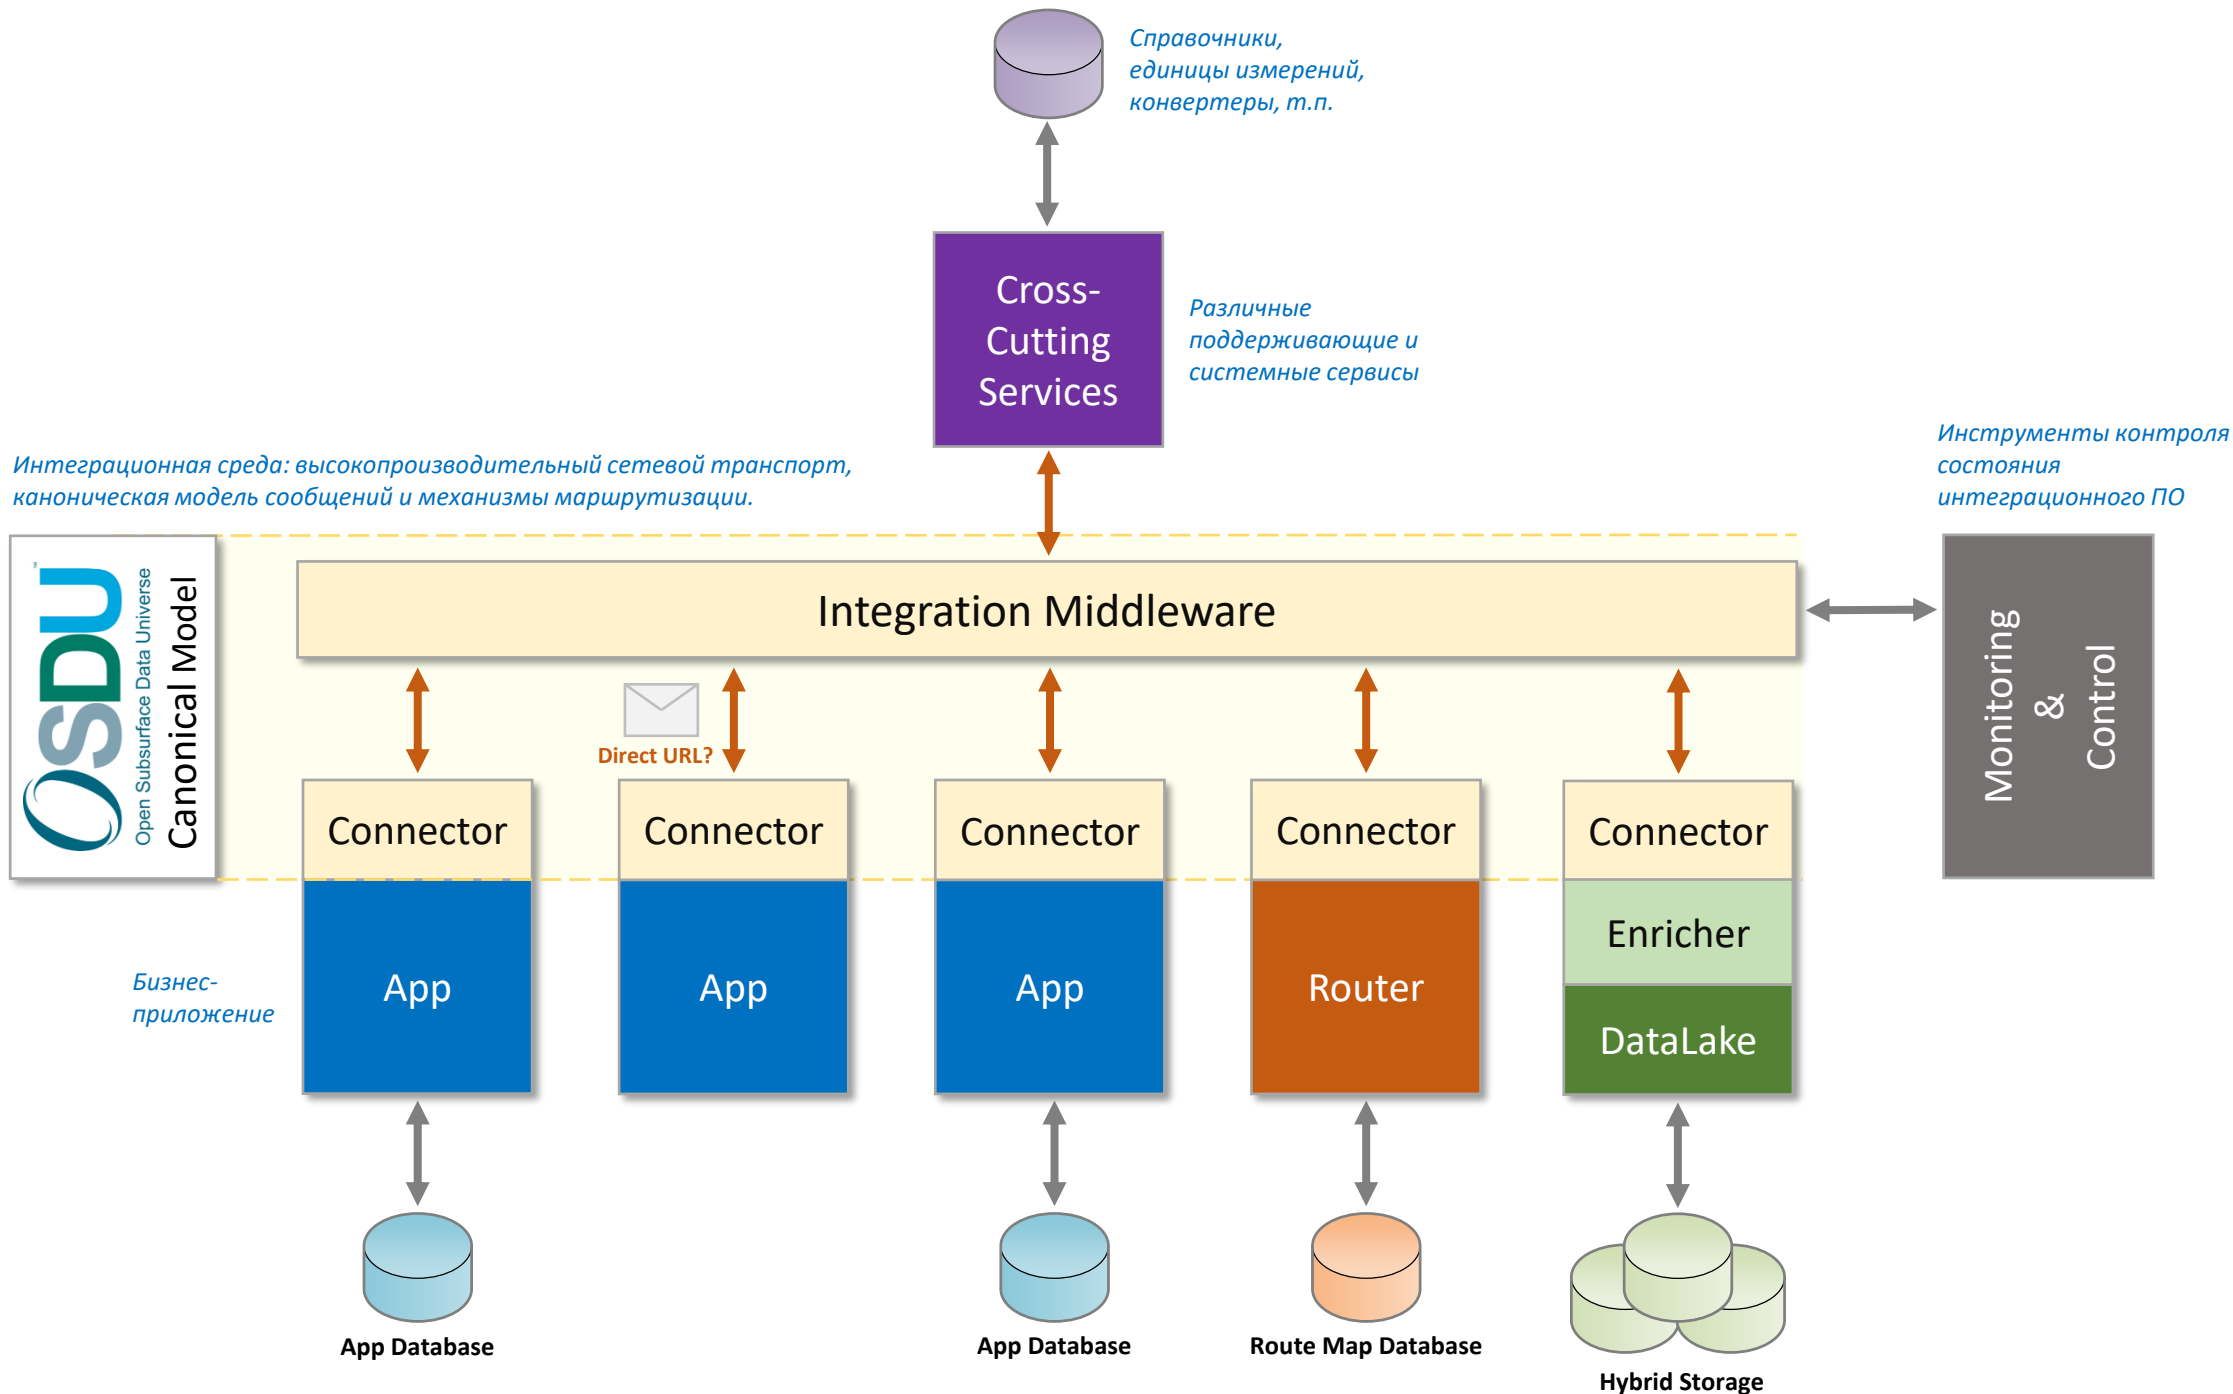 Справочники,
единицы измерений,
конвертеры, т.п.
Cross-
Cutting
Services
Различные
поддерживающие и
системные сервисы
Интеграционная среда: высокопроизводительный сетевой транспорт,
каноническая модель сообщений и механизмы маршрутизации.
Инструменты контроля
состояния
интеграционного ПО
OSDU™
Open Subsurface Data Universe
Canonical Model
Integration Middleware
Monitoring
&
Control
Direct URL?
Connector
Connector
Connector
Connector
Connector
Бизнес-
приложение
App
App
App
Router
Enricher
DataLake
App Database
App Database
Route Map Database
Hybrid Storage